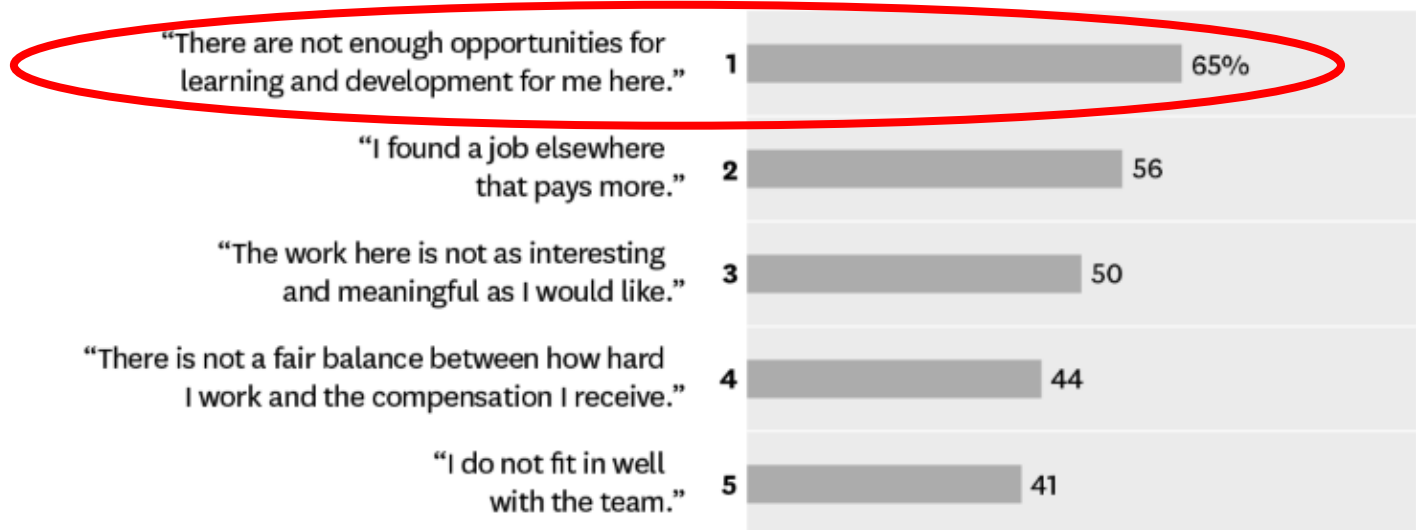 “There are not enough opportunities for
learning and development for me here.”
1
65%
“I found a job elsewhere
that pays more.”
2
56
“The work here is not as interesting
and meaningful as I would like.”
3
50
“There is not a fair balance between how hard
I work and the compensation I receive.”
4
44
“I do not fit in well
with the team.”
5
41